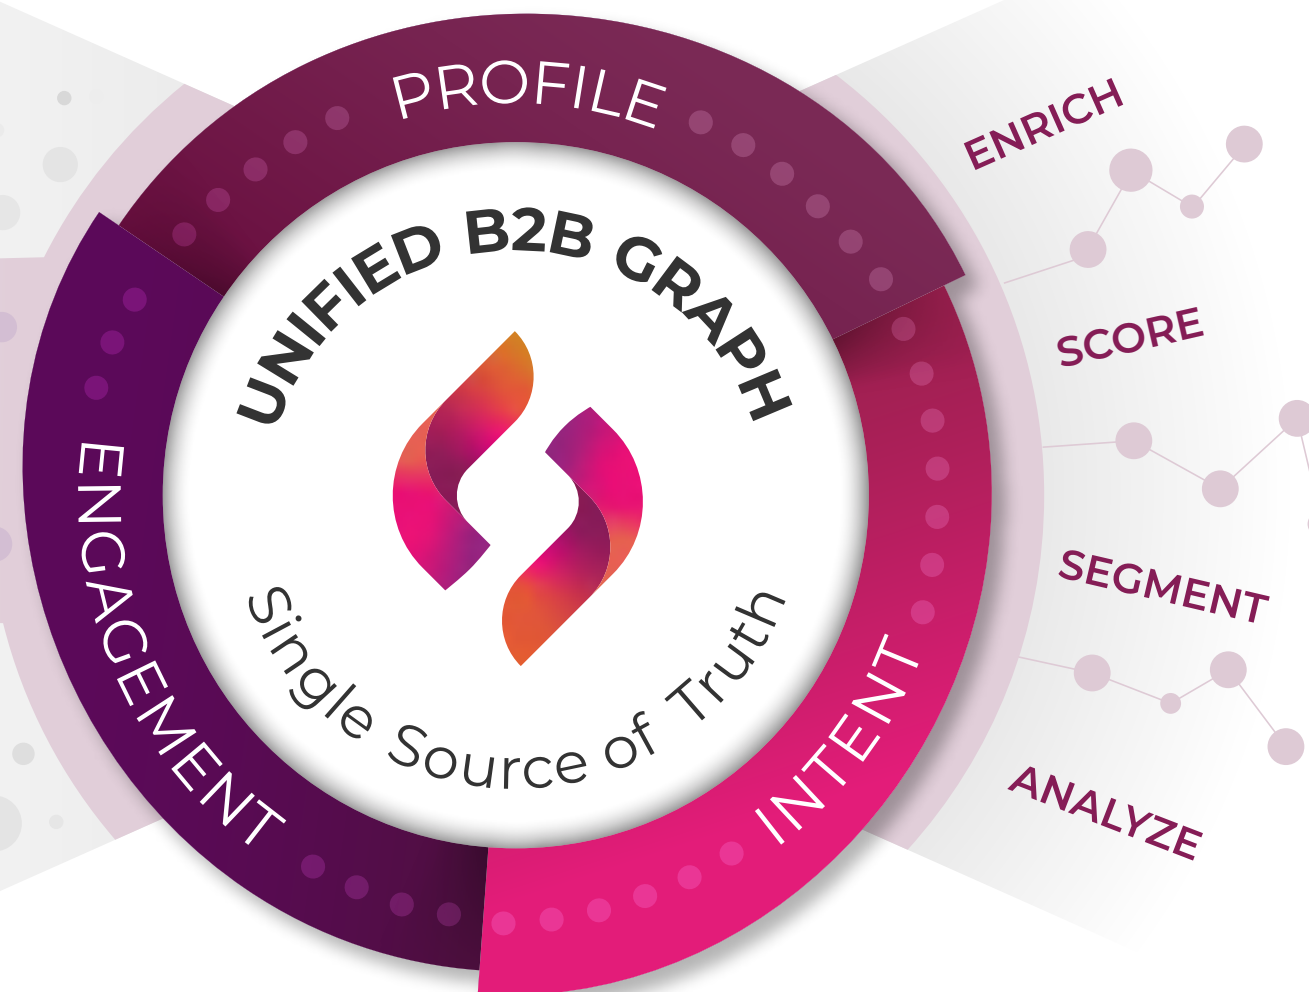 PROFILE
UNIFIED B2B GRAPH
Single Source of Truth
ENGAGEMENT
INTENT
ENRICH
SCORE
SEGMENT
ANALYZE